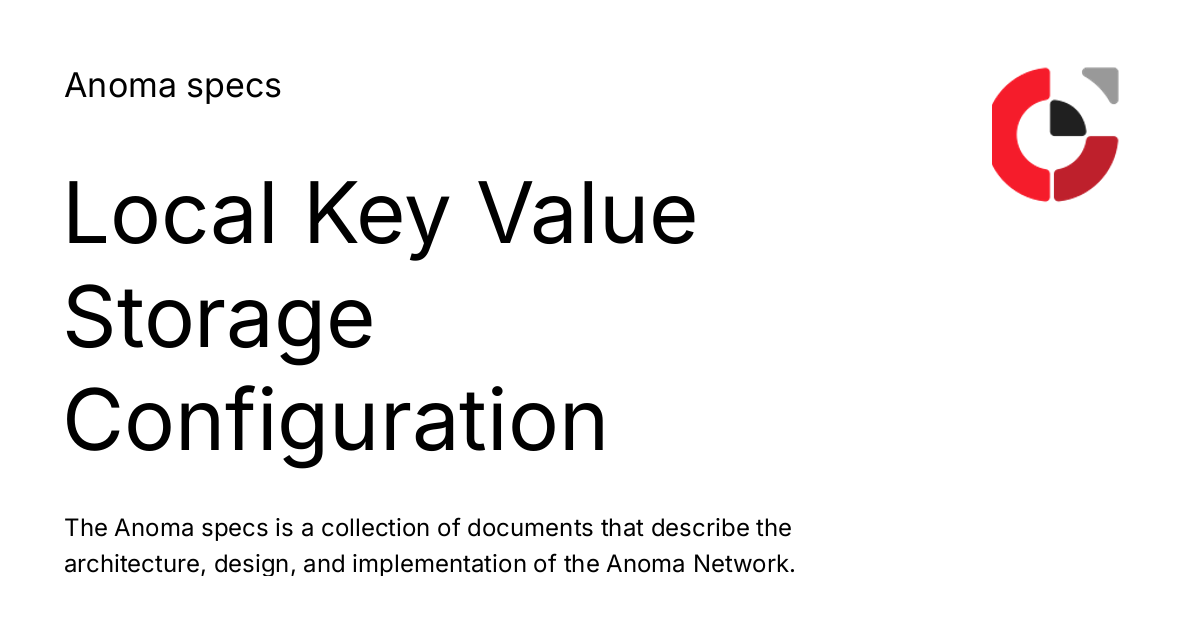 Anoma specs
Local Key Value
Storage
Configuration
The Anoma specs is a collection of documents that describe the
architecture, design, and implementation of the Anoma Network.